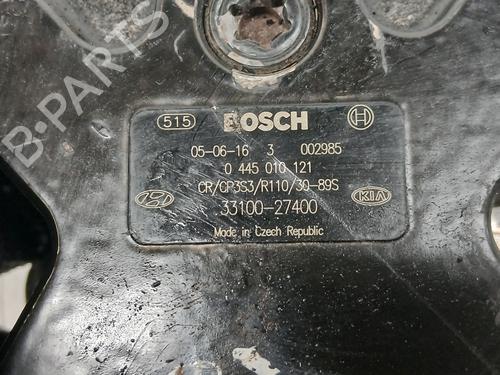 B-PARTS
515 BOSCH
05-06-16 3 002985
0 445 010 121
CR/CP3S3/R110/30-89S
33100-27400
KIA
Made in Czech Republic